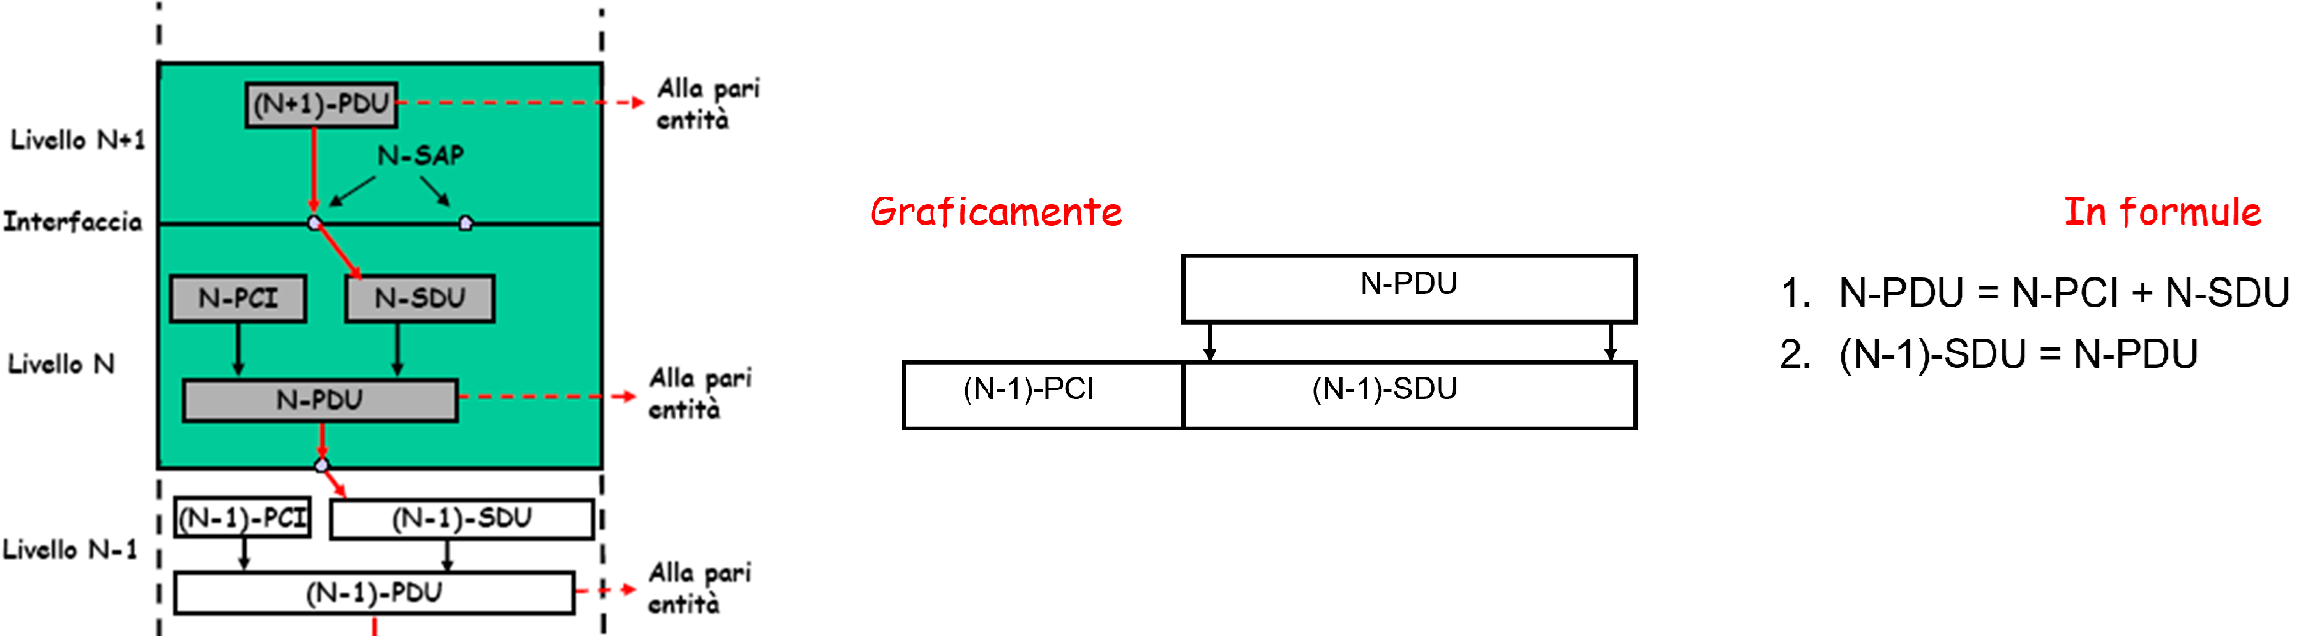 (N+1)-PDU
Alla pari
entità
Livello N+1
N-SAP
Interfaccia
N-PCI
N-SDU
Livello N
N-PDU
Alla pari
entità
(N-1)-PCI
(N-1)-SDU
Livello N-1
(N-1)-PDU
Alla pari
entità
Graficamente
N-PDU
(N-1)-PCI
(N-1)-SDU
In formule
1. N-PDU = N-PCI + N-SDU
2. (N-1)-SDU = N-PDU